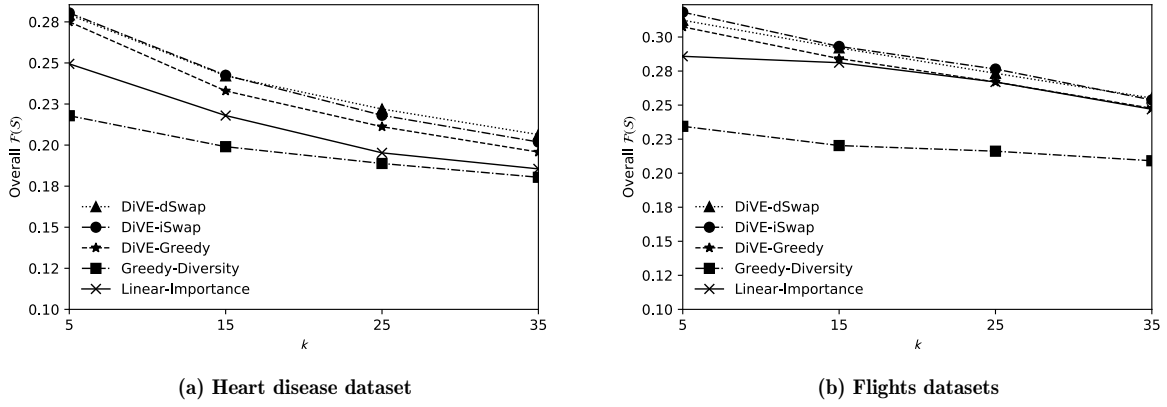 0.28
0.25
0.23
0.20
0.18
0.15
0.12
0.10
Overall F(S)
DiVE-dSwap
DiVE-iSwap
DiVE-Greedy
Greedy-Diversity
Linear-Importance
5 15 25 35
k
(a) Heart disease dataset
0.30
0.28
0.25
0.23
0.20
0.18
0.15
0.12
0.10
Overall F(S)
DiVE-dSwap
DiVE-iSwap
DiVE-Greedy
Greedy-Diversity
Linear-Importance
5 15 25 35
k
(b) Flights datasets